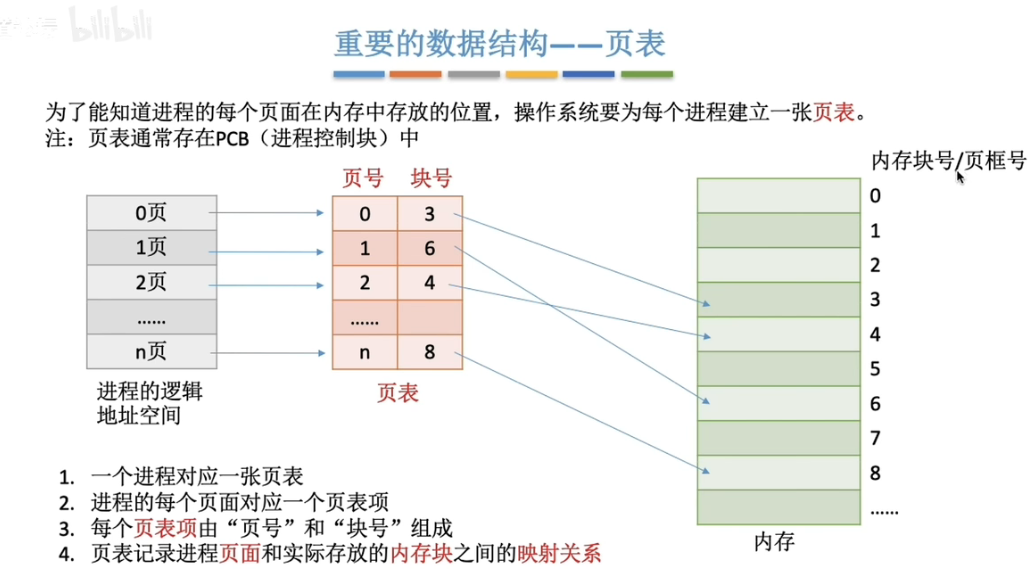 bilibili
重要的数据结构——页表
为了能知道进程的每个页面在内存中存放的位置，操作系统要为每个进程建立一张页表。
注：页表通常存在PCB（进程控制块）中
内存块号/页框号
页号 块号
0页
1页
2页
……
n页
0 3
1 6
2 4
……
n 8
0
1
2
3
4
5
6
7
8
……
进程的逻辑
地址空间
页表
内存
1. 一个进程对应一张页表
2. 进程的每个页面对应一个页表项
3. 每个页表项由“页号”和“块号”组成
4. 页表记录进程页面和实际存放的内存块之间的映射关系